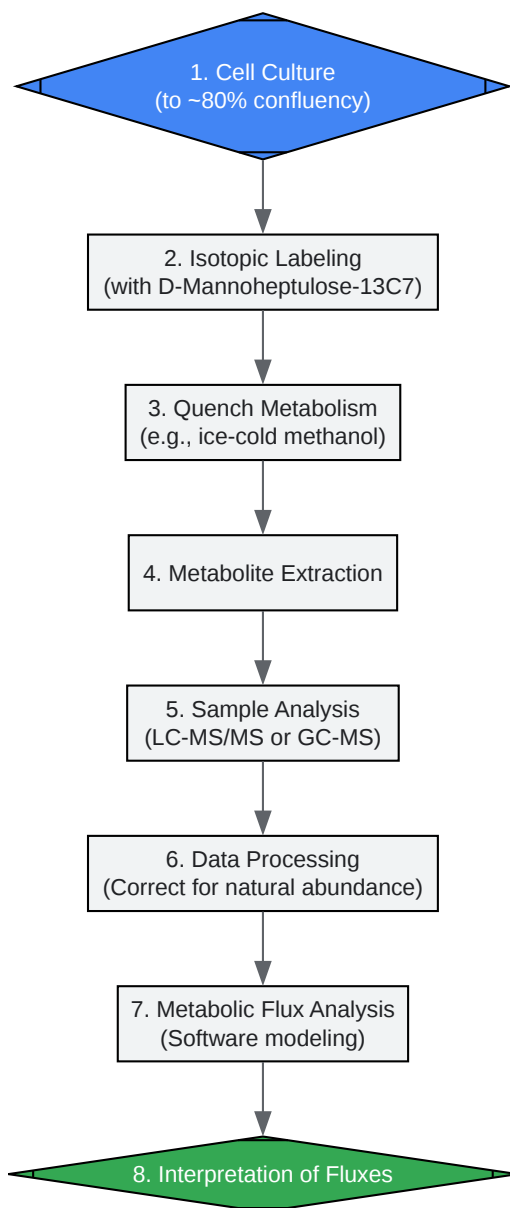 1. Cell Culture
(to ~80% confluency)
2. Isotopic Labeling
(with D-Mannoheptulose-13C7)
3. Quench Metabolism
(e.g., ice-cold methanol)
4. Metabolite Extraction
5. Sample Analysis
(LC-MS/MS or GC-MS)
6. Data Processing
(Correct for natural abundance)
7. Metabolic Flux Analysis
(Software modeling)
8. Interpretation of Fluxes